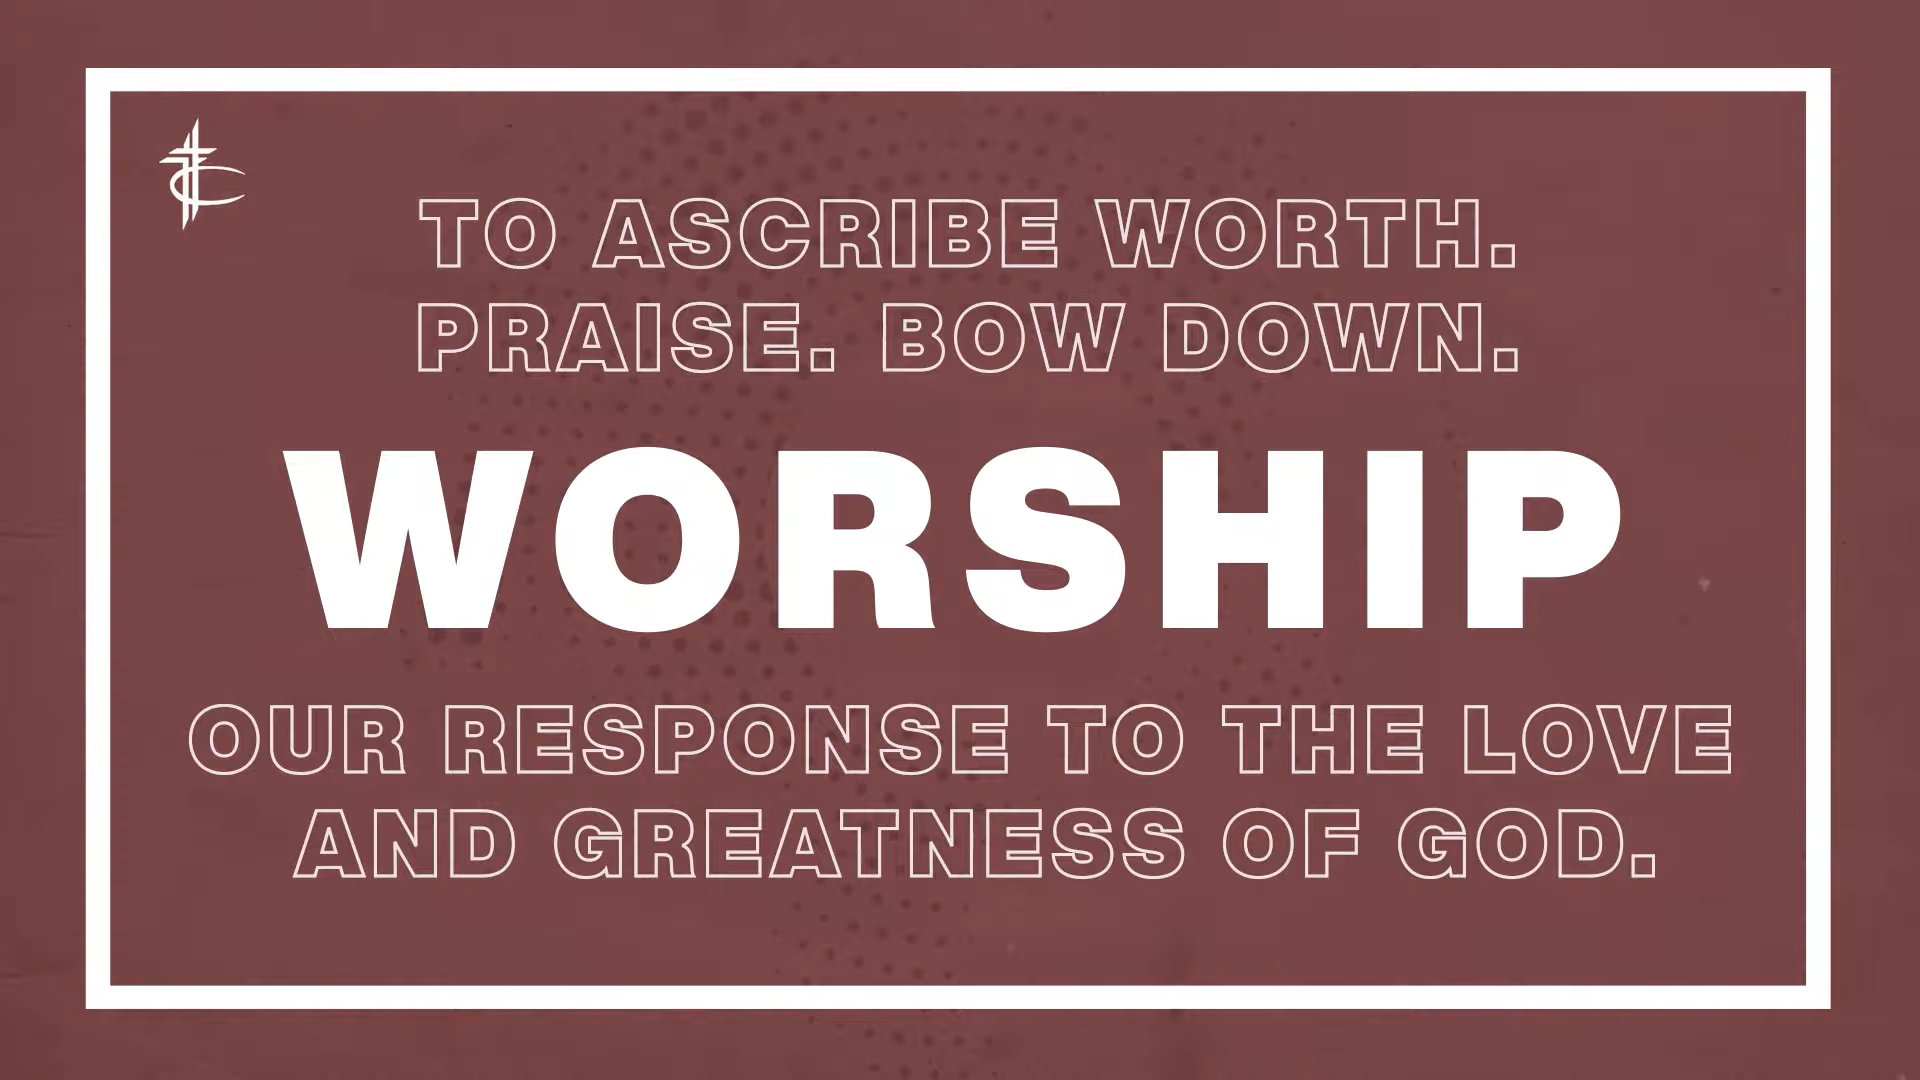 TO ASCRIBE WORTH.
PRAISE. BOW DOWN.
WORSHIP
OUR RESPONSE TO THE LOVE
AND GREATNESS OF GOD.